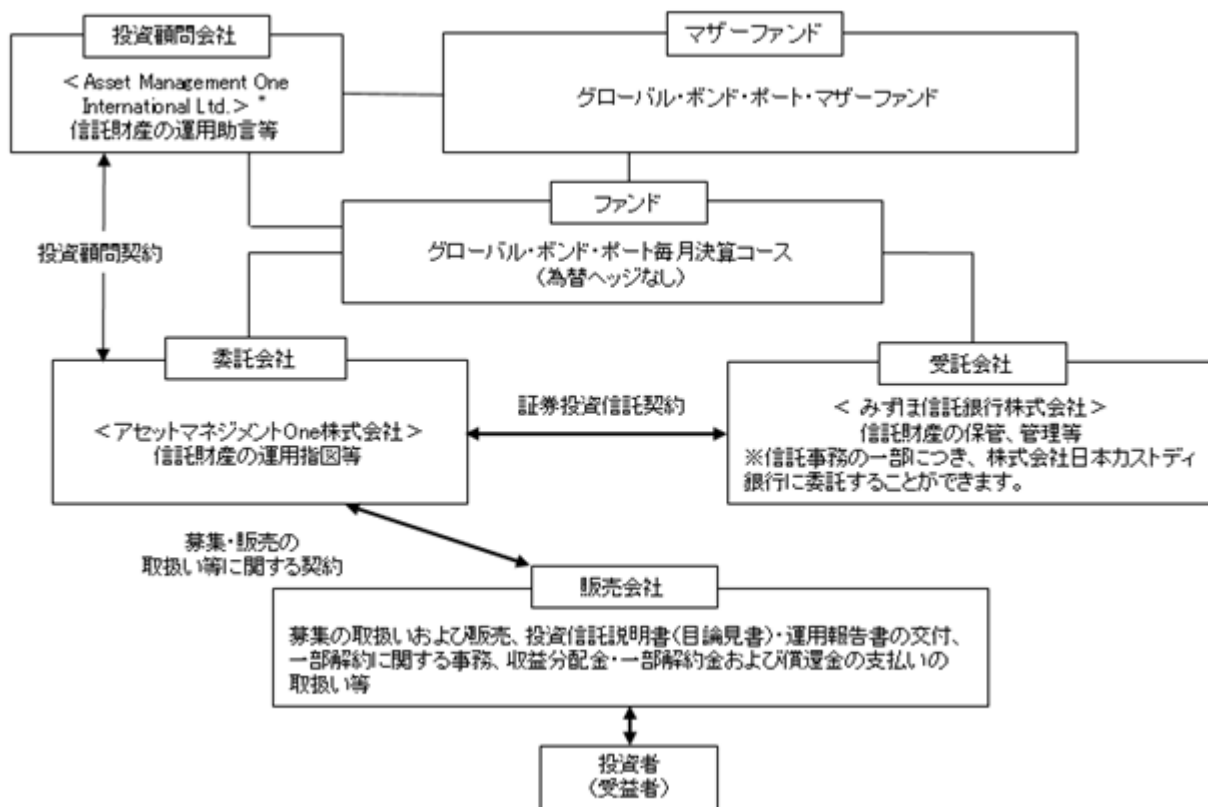 投資顧問会社
＜Asset Management One
International Ltd.＞*
信託財産の運用助言等
マザーファンド
グローバル・ボンド・ポート・マザーファンド
ファンド
グローバル・ボンド・ポート毎月決算コース
（為替ヘッジなし）
投資顧問契約
委託会社
＜アセットマネジメントOne株式会社＞
信託財産の運用指図等
証券投資信託契約
受託会社
＜ みずほ信託銀行株式会社＞
信託財産の保管、管理等
※信託事務の一部につき、株式会社日本カストディ
銀行に委託することができます。
募集・販売の
取扱い等に関する契約
販売会社
募集の取扱いおよび販売、投資信託説明書（目論見書）・運用報告書の交付、
一部解約に関する事務、収益分配金・一部解約金および償還金の支払いの
取扱い等
投資者
（受益者）